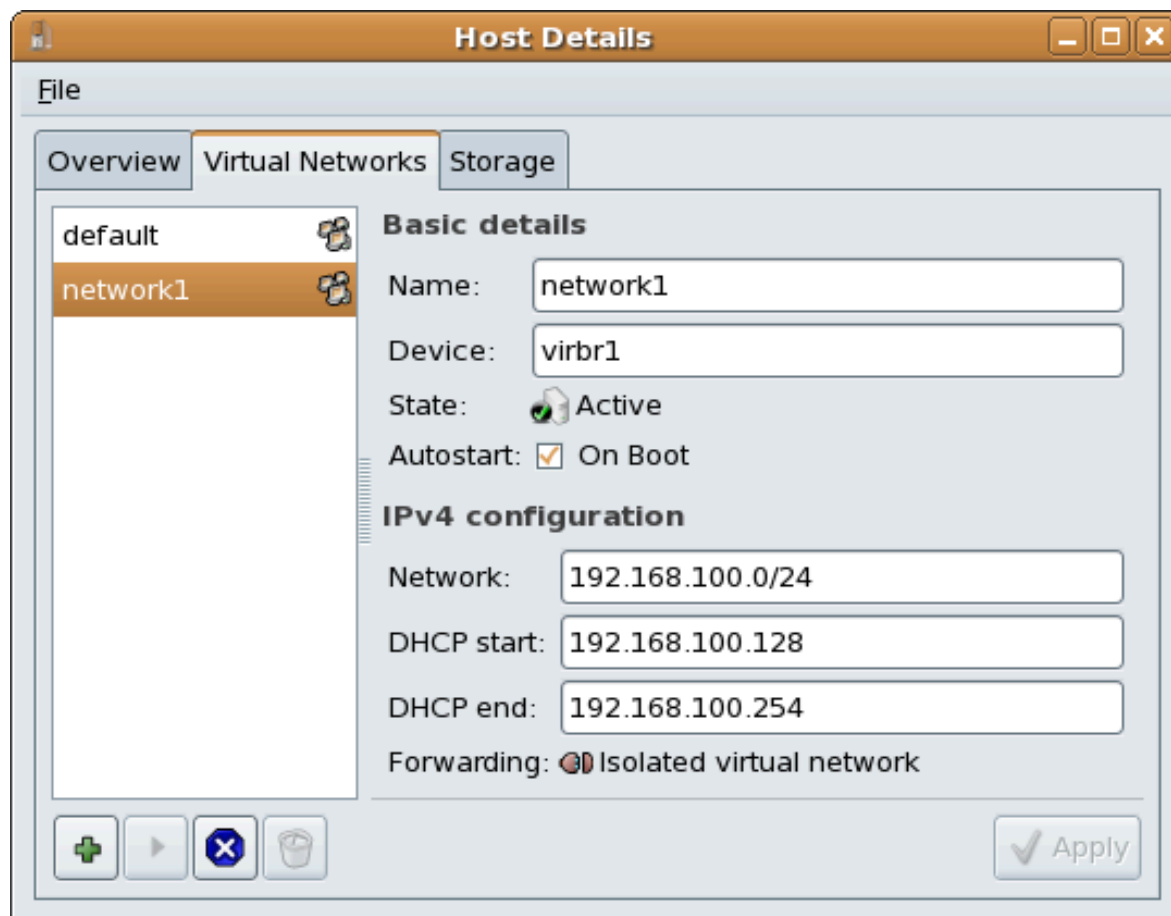 Host Details
File
Overview Virtual Networks Storage
default
network1
Basic details
Name: network1
Device: virbr1
State: Active
Autostart: On Boot
IPv4 configuration
Network: 192.168.100.0/24
DHCP start: 192.168.100.128
DHCP end: 192.168.100.254
Forwarding: Isolated virtual network
Apply